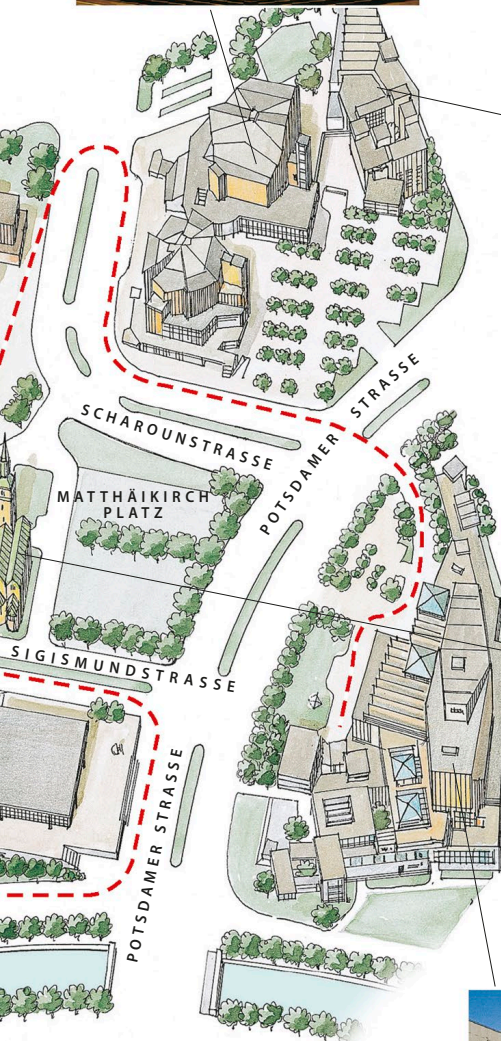 SCHAROUNSTRASSE
POTSDAMER STRASSE
MATTHÄIKIRCH
PLATZ
SIGISMUNDSTRASSE
POTSDAMER STRASSE